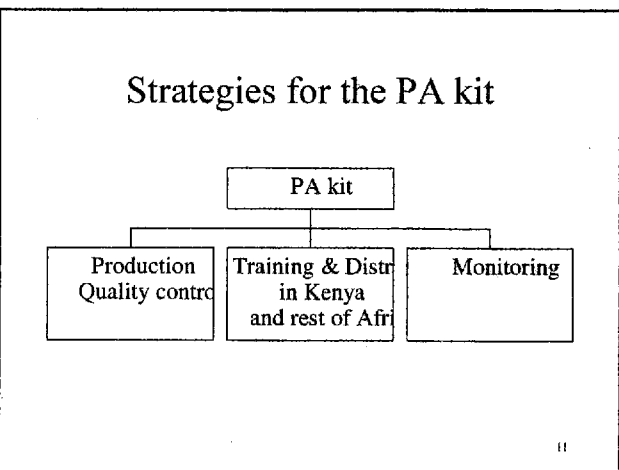 Strategies for the PA kit
PA kit
Production
Quality contro
Training & Distr
in Kenya
and rest of Afri
Monitoring
11